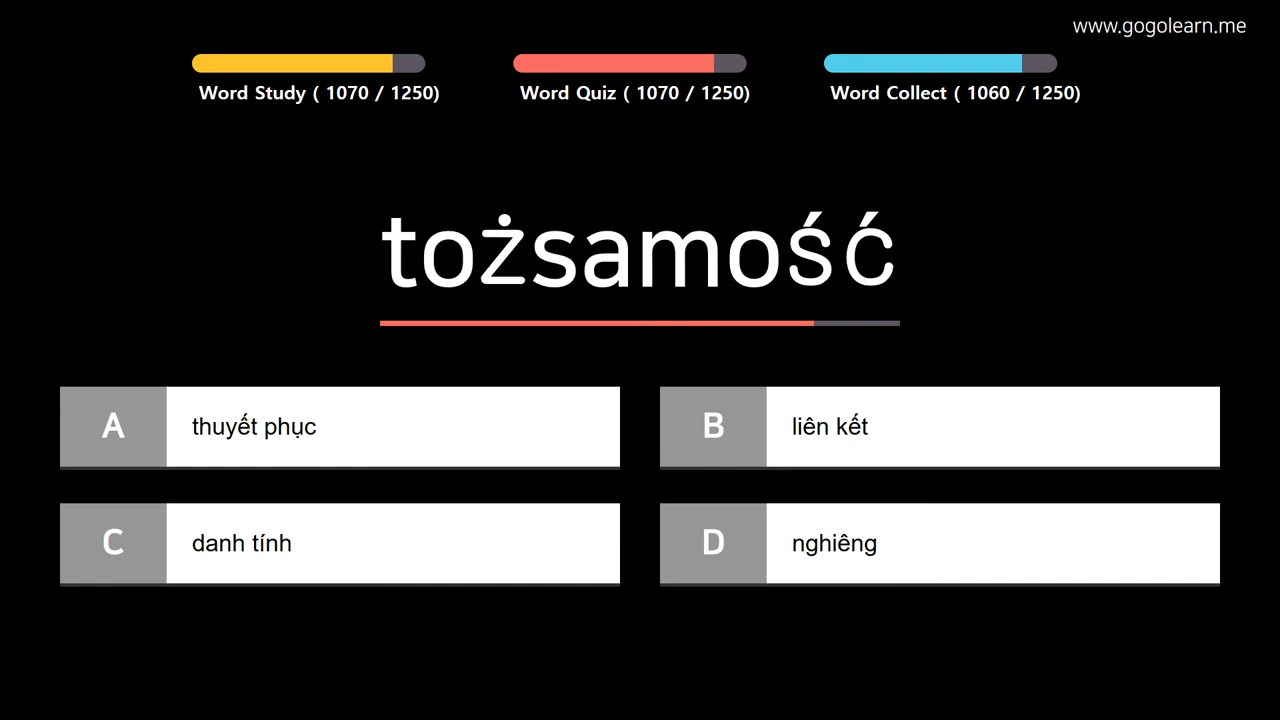 www.gogolearn.me
Word Study ( 1070 / 1250)
Word Quiz ( 1070 / 1250)
Word Collect ( 1060 / 1250)
tożsamość
A thuyết phục
B liên kết
C danh tính
D nghiêng